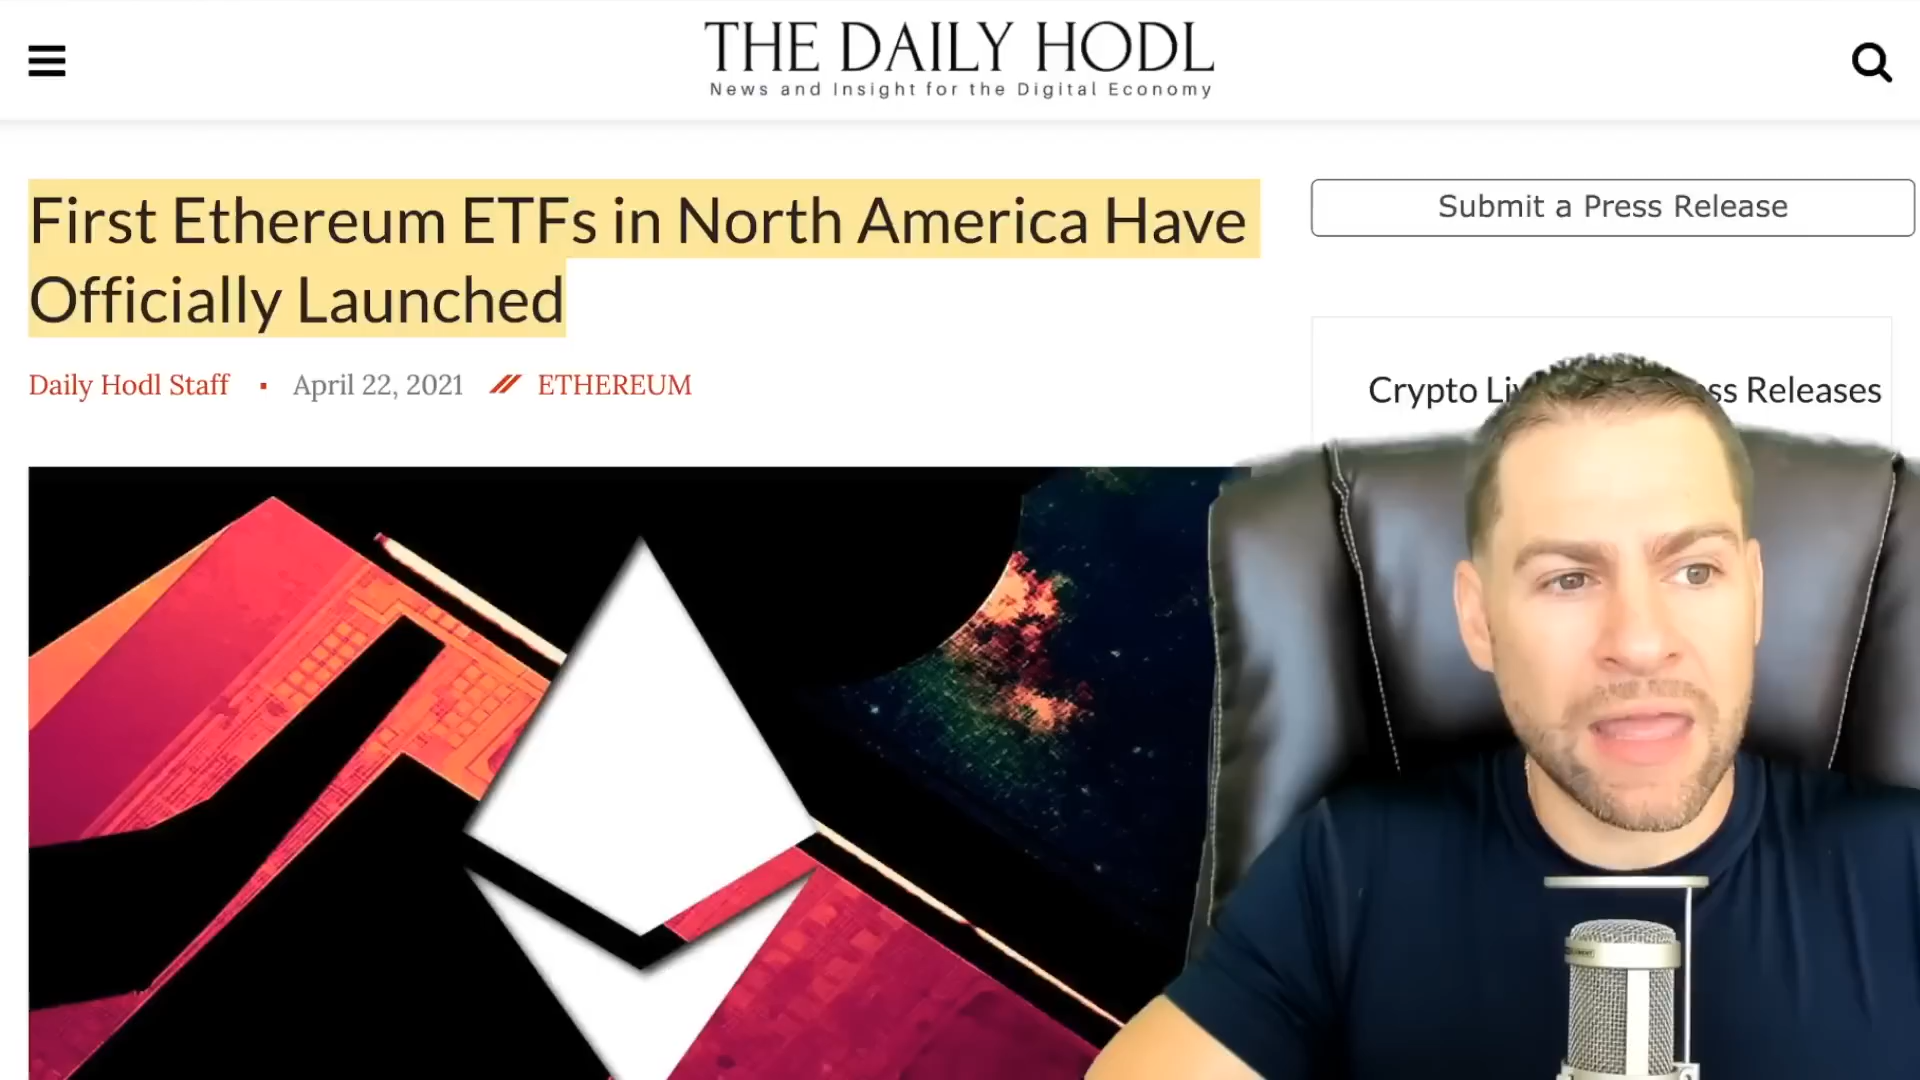 THE DAILY HODL
News and Insight for the Digital Economy
First Ethereum ETFs in North America Have
Officially Launched
Submit a Press Release
Daily Hodl Staff ▪ April 22, 2021 // ETHEREUM
Crypto Releases